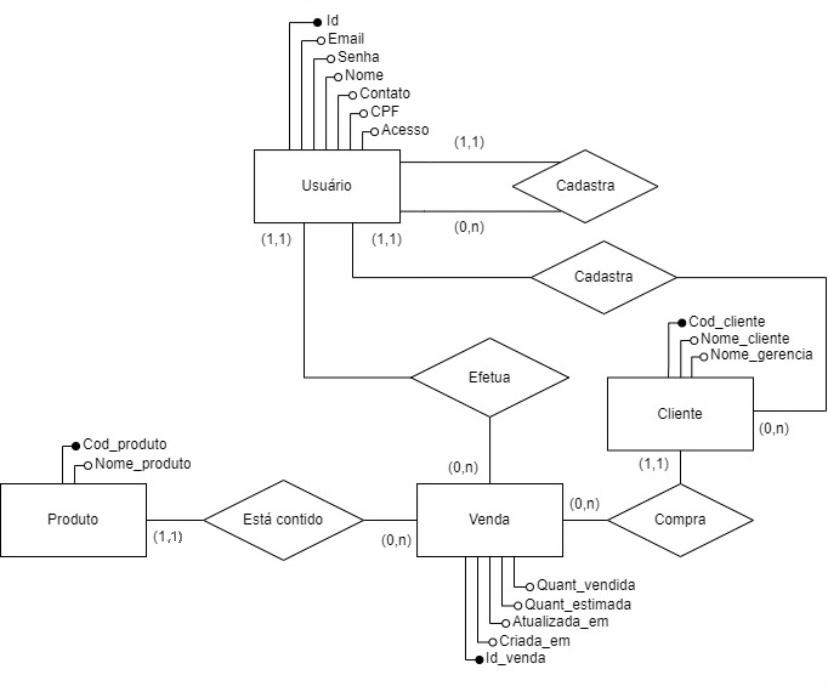 Id
Email
Senha
Nome
Contato
CPF
Acesso
(1,1)
Usuário
Cadastra
(0,n)
(1,1)
(1,1)
Cadastra
Cod_cliente
Nome_cliente
Nome_gerencia
Efetua
Cliente
(0,n)
Cod_produto
Nome_produto
(0,n)
(1,1)
(0,n)
Produto
Está contido
Venda
Compra
(1,1)
(0,n)
Quant_vendida
Quant_estimada
Atualizada_em
Criada_em
Id_venda